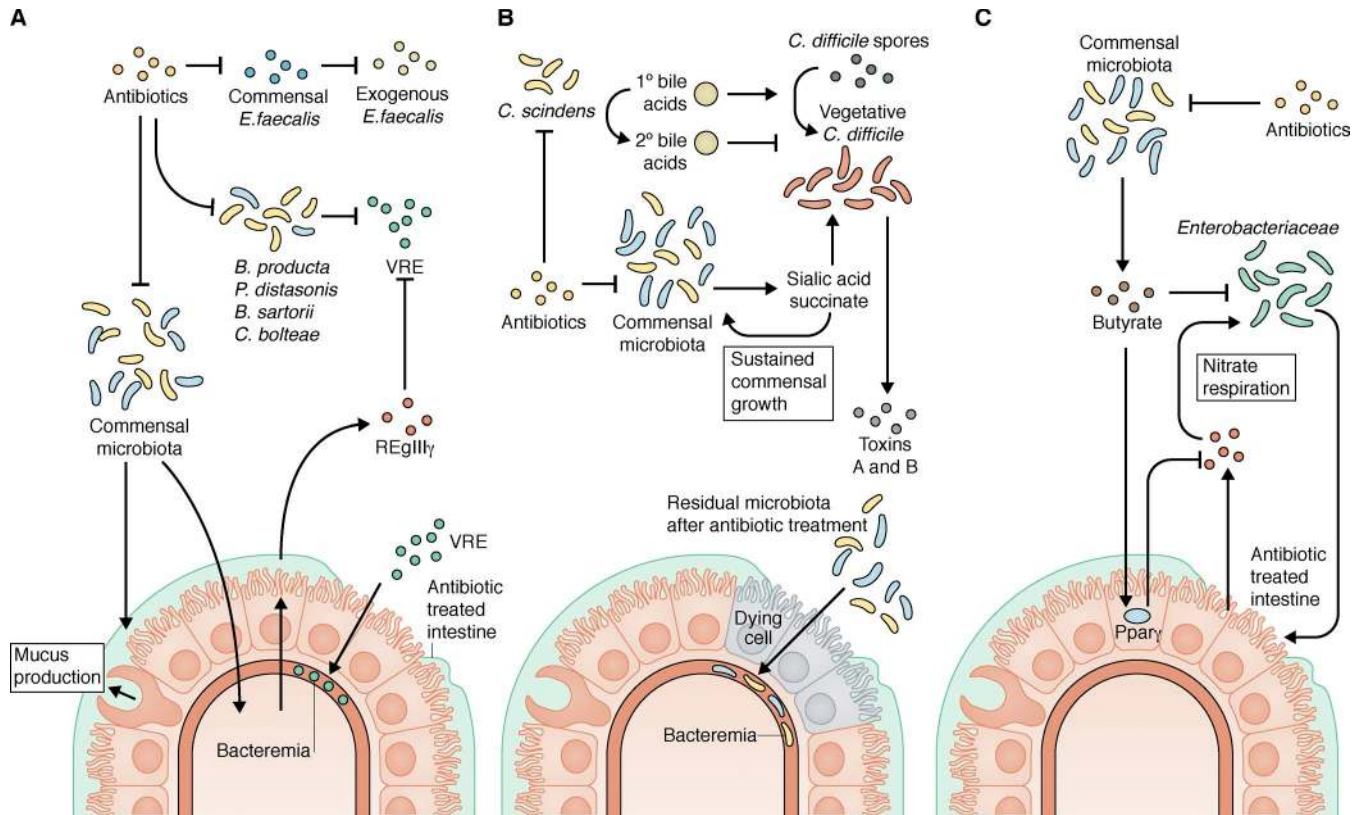 A
Antibiotics
Commensal
E.faecalis
Exogenous
E.faecalis
B. producta
P. distasonis
B. sartorii
C. bolteae
VRE
Commensal
microbiota
REgIIIγ
VRE
Antibiotic
treated
intestine
Mucus
production
Bacteremia
B
C. scindens
1º bile
acids
2º bile
acids
C. difficile spores
Vegetative
C. difficile
Antibiotics
Commensal
microbiota
Sialic acid
succinate
Sustained
commensal
growth
Toxins
A and B
Residual microbiota
after antibiotic treatment
Dying
cell
Bacteremia
C
Commensal
microbiota
Antibiotics
Enterobacteriaceae
Butyrate
Nitrate
respiration
Antibiotic
treated
intestine
Pparγ